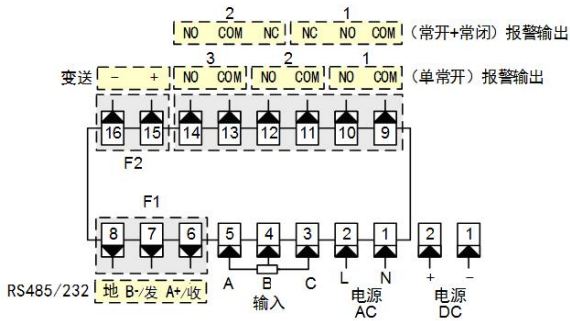 2 1
NO COM NC NC NO COM (常开+常闭) 报警输出
3 2 1
变送 - + NO COM NO COM NO COM (单常开) 报警输出
16 15 14 13 12 11 10 9
F2
F1
8 7 6 5 4 3 2 1 2 1
A B C L N + -
RS485/232 地 B-/发 A+/收 输入 电源 电源
AC DC